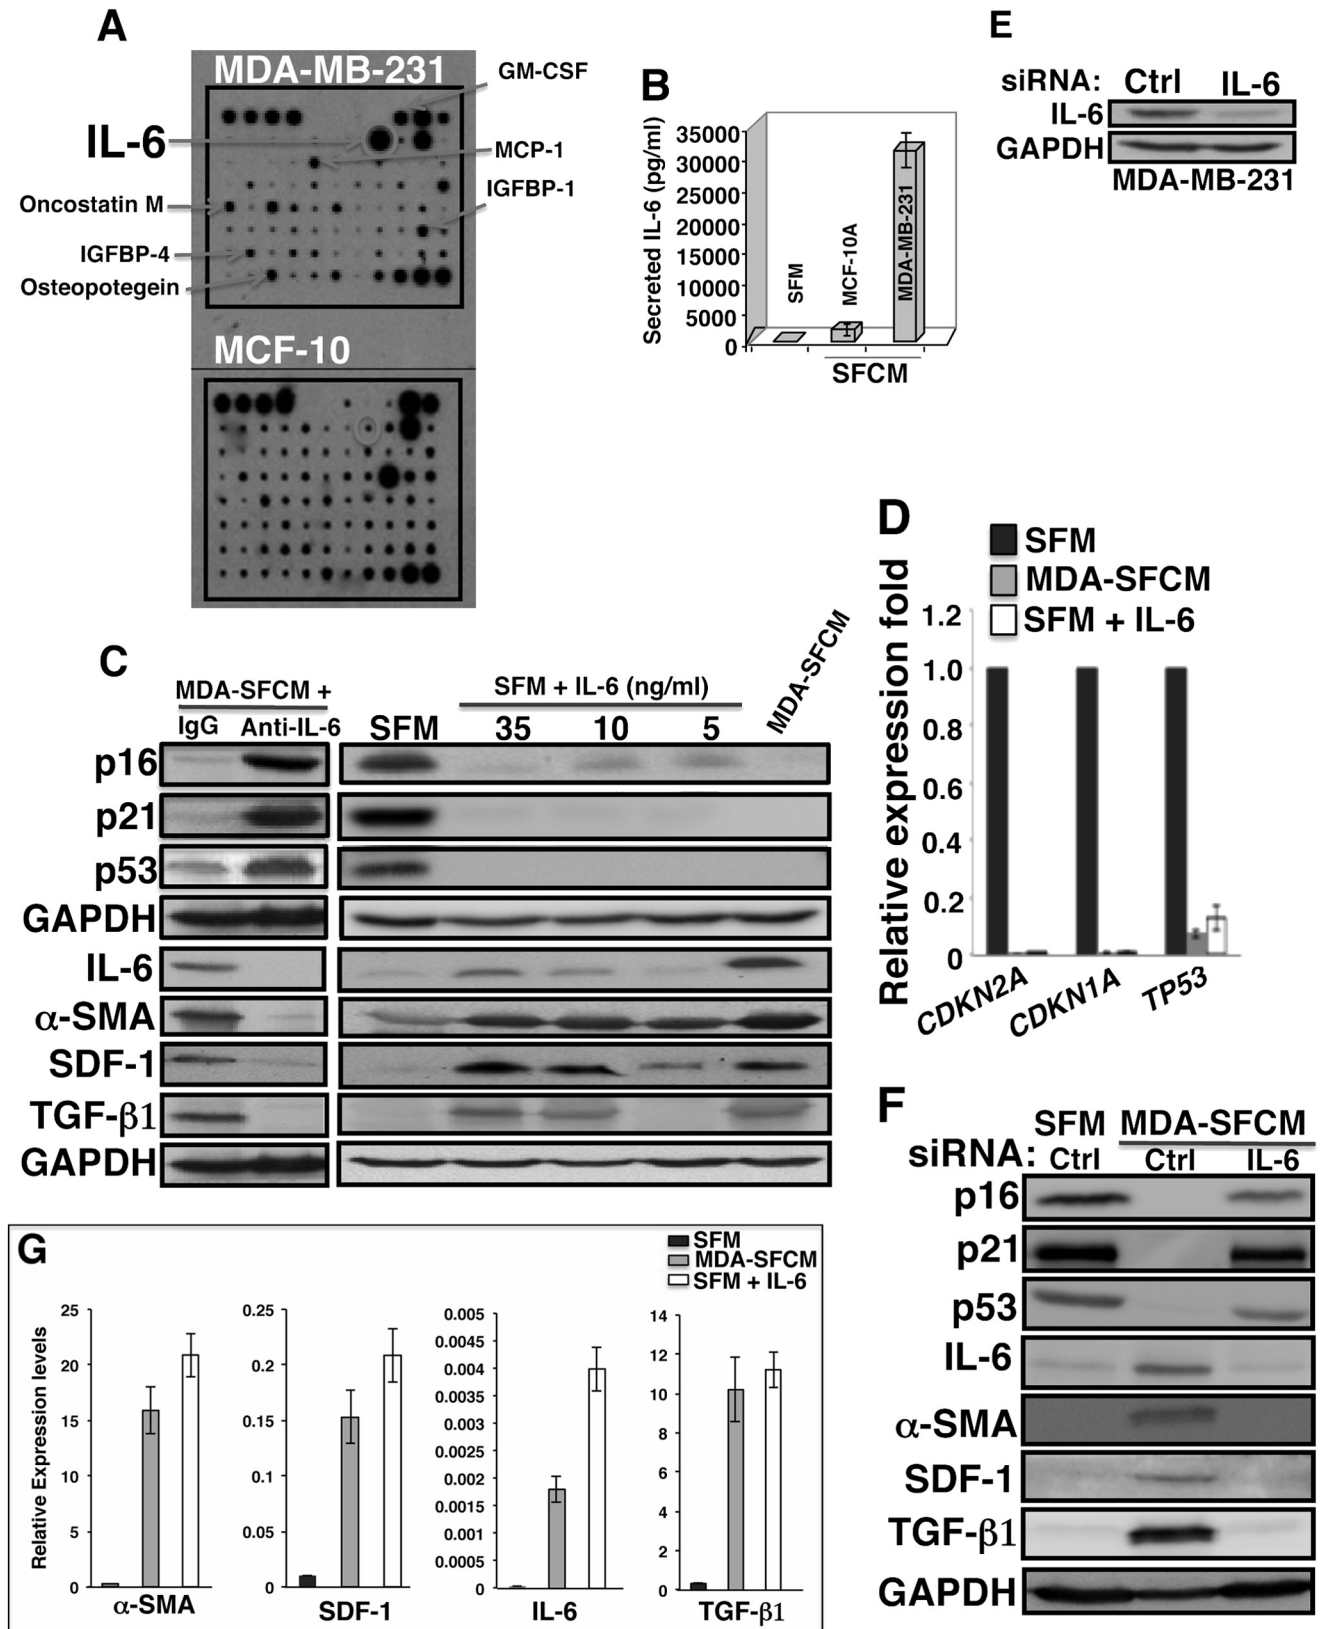 A
MDA-MB-231
GM-CSF
IL-6
MCP-1
IGFBP-1
Oncostatin M
IGFBP-4
Osteopotegein
MCF-10
B
Secreted IL-6 (pg/ml)
35000
30000
25000
20000
15000
10000
5000
0
SFM
MCF-10A
MDA-MB-231
SFCM
E
siRNA: Ctrl IL-6
IL-6
GAPDH
MDA-MB-231
C
MDA-SFCM +
IgG Anti-IL-6
SFM
SFM + IL-6 (ng/ml)
35 10 5
MDA-SFCM
p16
p21
p53
GAPDH
IL-6
α-SMA
SDF-1
TGF-β1
GAPDH
D
SFM
MDA-SFCM
SFM + IL-6
Relative expression fold
1.2
1.0
0.8
0.6
0.4
0.2
0
CDKN2A
CDKN1A
TP53
F
SFM MDA-SFCM
siRNA: Ctrl Ctrl IL-6
p16
p21
p53
IL-6
α-SMA
SDF-1
TGF-β1
GAPDH
G
SFM
MDA-SFCM
SFM + IL-6
Relative Expression levels
25
20
15
10
5
0
α-SMA
0.25
0.2
0.15
0.1
0.05
0
SDF-1
0.005
0.0045
0.004
0.0035
0.003
0.0025
0.002
0.0015
0.001
0.0005
0
IL-6
14
12
10
8
6
4
2
0
TGF-β1